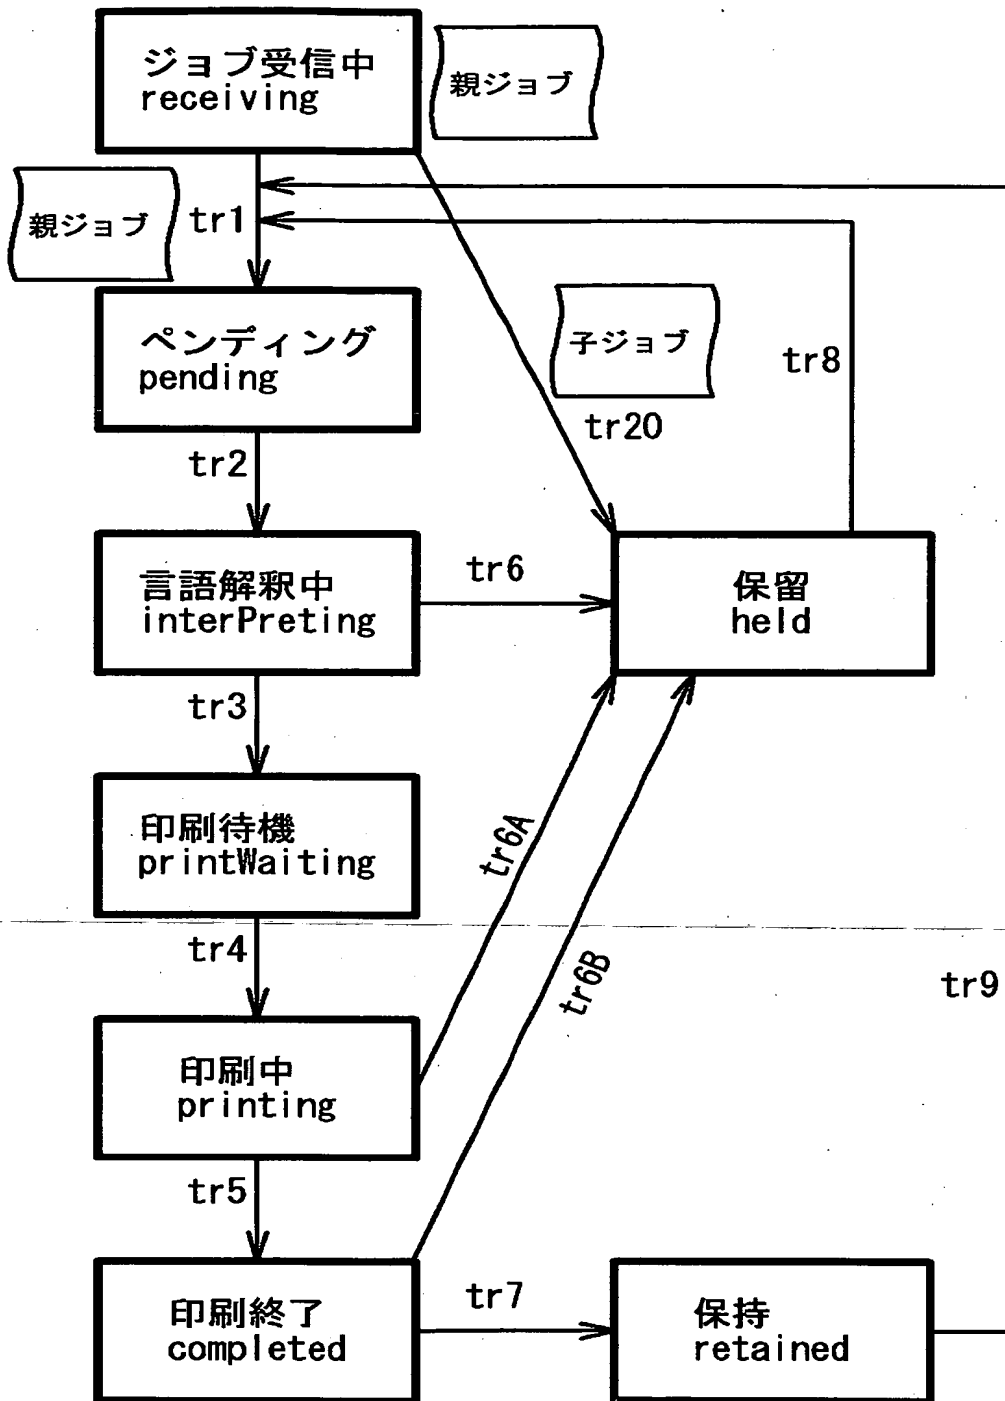 ジョブ受信中
receiving
親ジョブ
親ジョブ
tr1
ペンディング
pending
子ジョブ
tr8
tr20
tr2
言語解釈中
interPreting
tr6
保留
held
tr3
印刷待機
printWaiting
tr6A
tr4
tr6B
tr9
印刷中
printing
tr5
印刷終了
completed
tr7
保持
retained